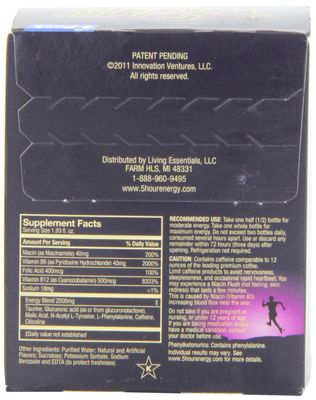 PATENT PENDING
©2011 Innovation Ventures, LLC.
All rights reserved.
Distributed by Living Essentials, LLC
FARM HLS, MI 48331
1-888-960-9495
www.5hourenergy.com
Supplement Facts
Serving Size 1.93 fl. oz.
Amount Per Serving % Daily Value
Niacin (as Niacinamide) 40mg 200%
Vitamin B6 (as Pyridoxine Hydrochloride) 40mg 2000%
Folic Acid 400mcg 100%
Vitamin B12 (as Cyanocobalamin) 500mcg 8333%
Sodium 18mg <1%
Energy Blend 2000mg ‡
Taurine, Glucuronic acid (as or from glucuronolactone),
Malic Acid, N-Acetyl L-Tyrosine, L-Phenylalanine, Caffeine,
Citicoline
‡Daily value not established
Other Ingredients: Purified Water; Natural and Artificial
Flavors; Sucralose; Potassium Sorbate, Sodium
Benzoate and EDTA (to protect freshness).
RECOMMENDED USE: Take one half (1/2) bottle for
moderate energy. Take one whole bottle for
maximum energy. Do not exceed two bottles daily,
consumed several hours apart. Use or discard any
remainder within 72 hours (three days) after
opening. Refrigeration not required.
CAUTION: Contains caffeine comparable to 12
ounces of the leading premium coffee.
Limit caffeine products to avoid nervousness,
sleeplessness, and occasional rapid heartbeat. You
may experience a Niacin Flush (hot feeling, skin
redness) that lasts a few minutes.
This is caused by Niacin (Vitamin B3)
increasing blood flow near the skin.
Do not take if you are pregnant or
nursing, or under 12 years of age.
If you are taking medication and/or
have a medical condition, consult
your doctor before use.
Phenylketonurics: Contains phenylalanine.
Individual results may vary. See
www.5hourenergy.com for more details.
K